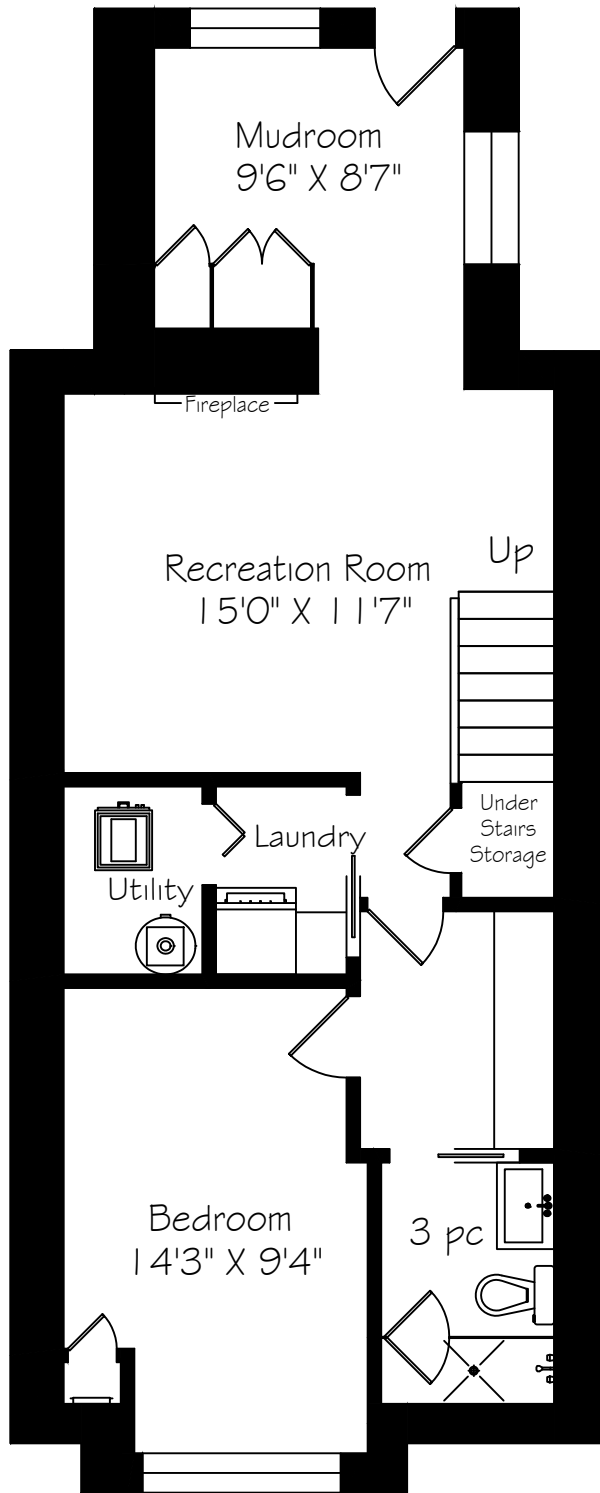 Mudroom
9'6" X 8'7"
Fireplace
Up
Recreation Room
15'0" X 11'7"
Under
Stairs
Storage
Laundry
Utility
Bedroom
14'3" X 9'4"
3 pc